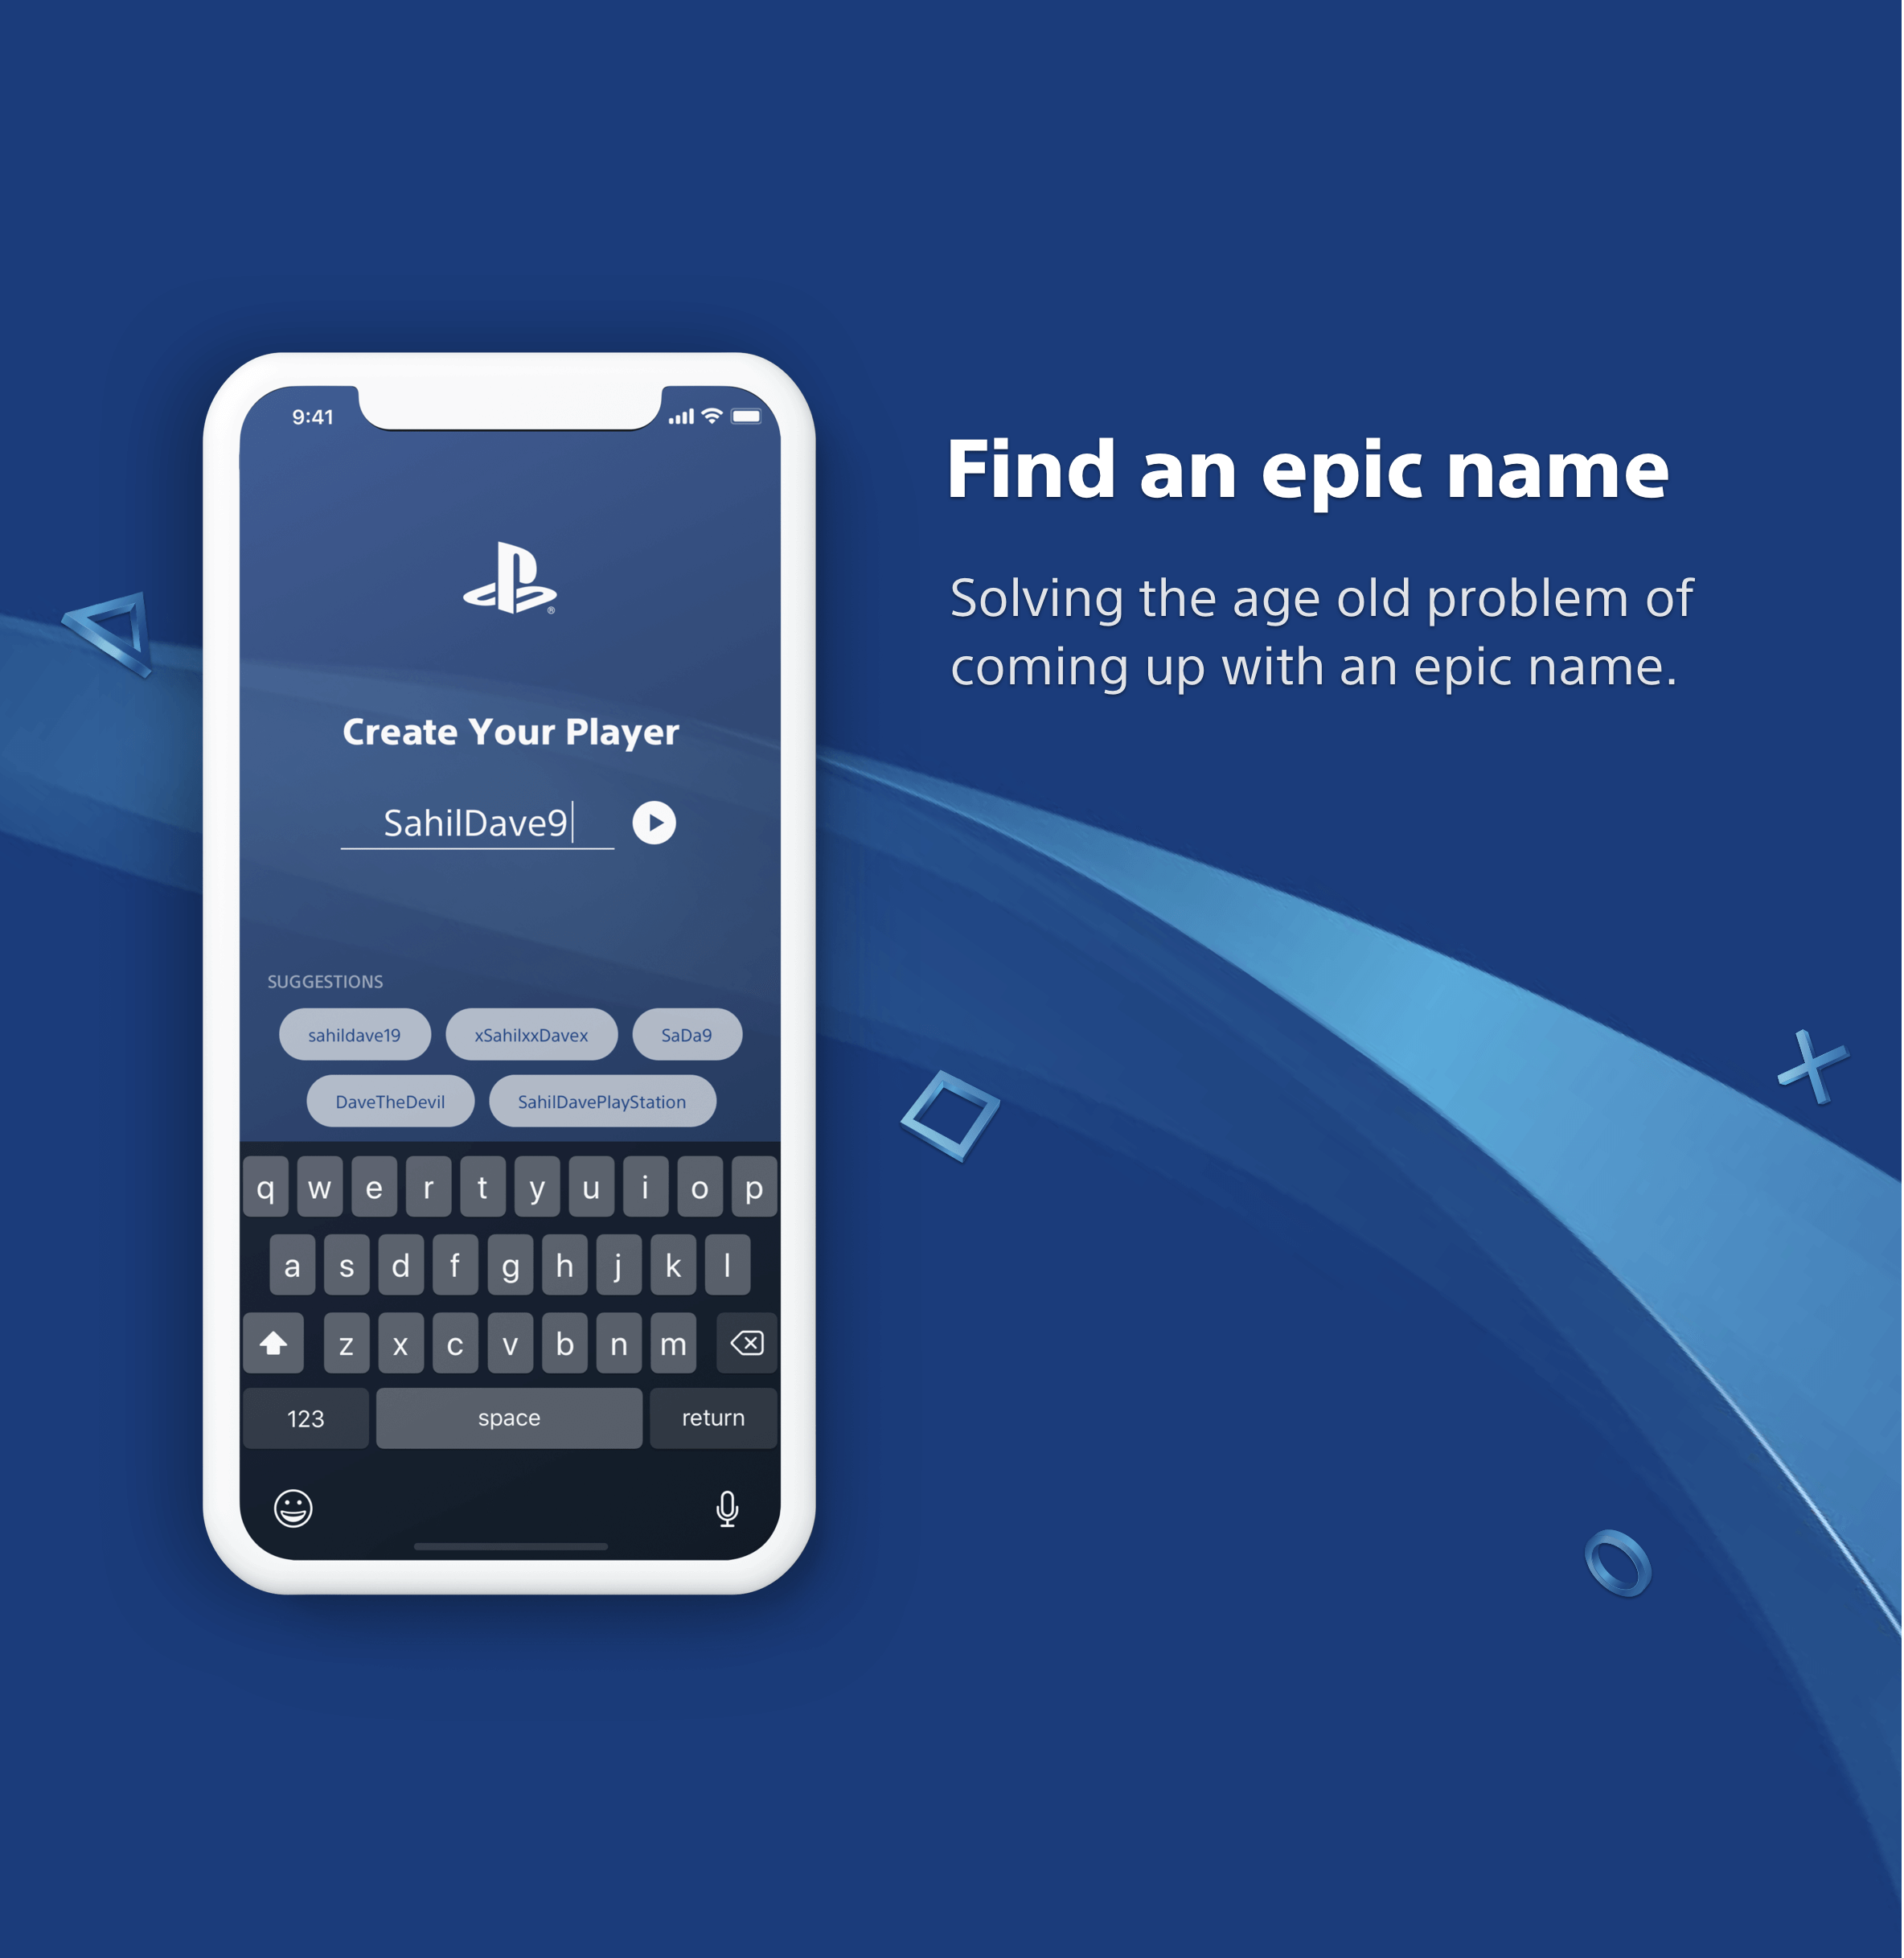 9:41
Create Your Player
SahilDave9
SUGGESTIONS
sahildave19 xSahilxxDavex SaDa9
DaveTheDevil SahilDavePlayStation
q w e r t y u i o p
a s d f g h j k l
z x c v b n m
123 space return
Find an epic name
Solving the age old problem of
coming up with an epic name.